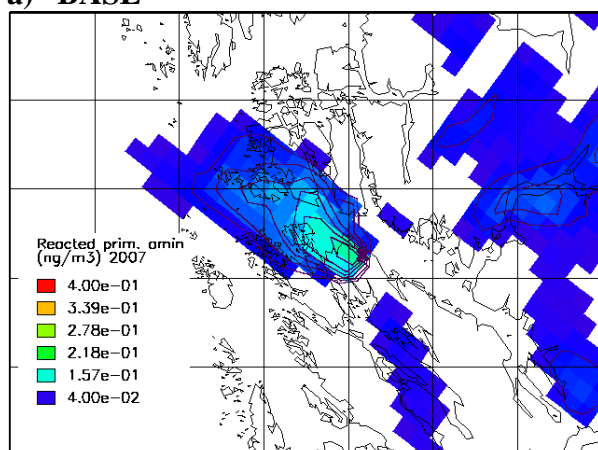 a) BASE
Reacted prim. amin
(ng/m3) 2007
4.00e-01
3.39e-01
2.78e-01
2.18e-01
1.57e-01
4.00e-02